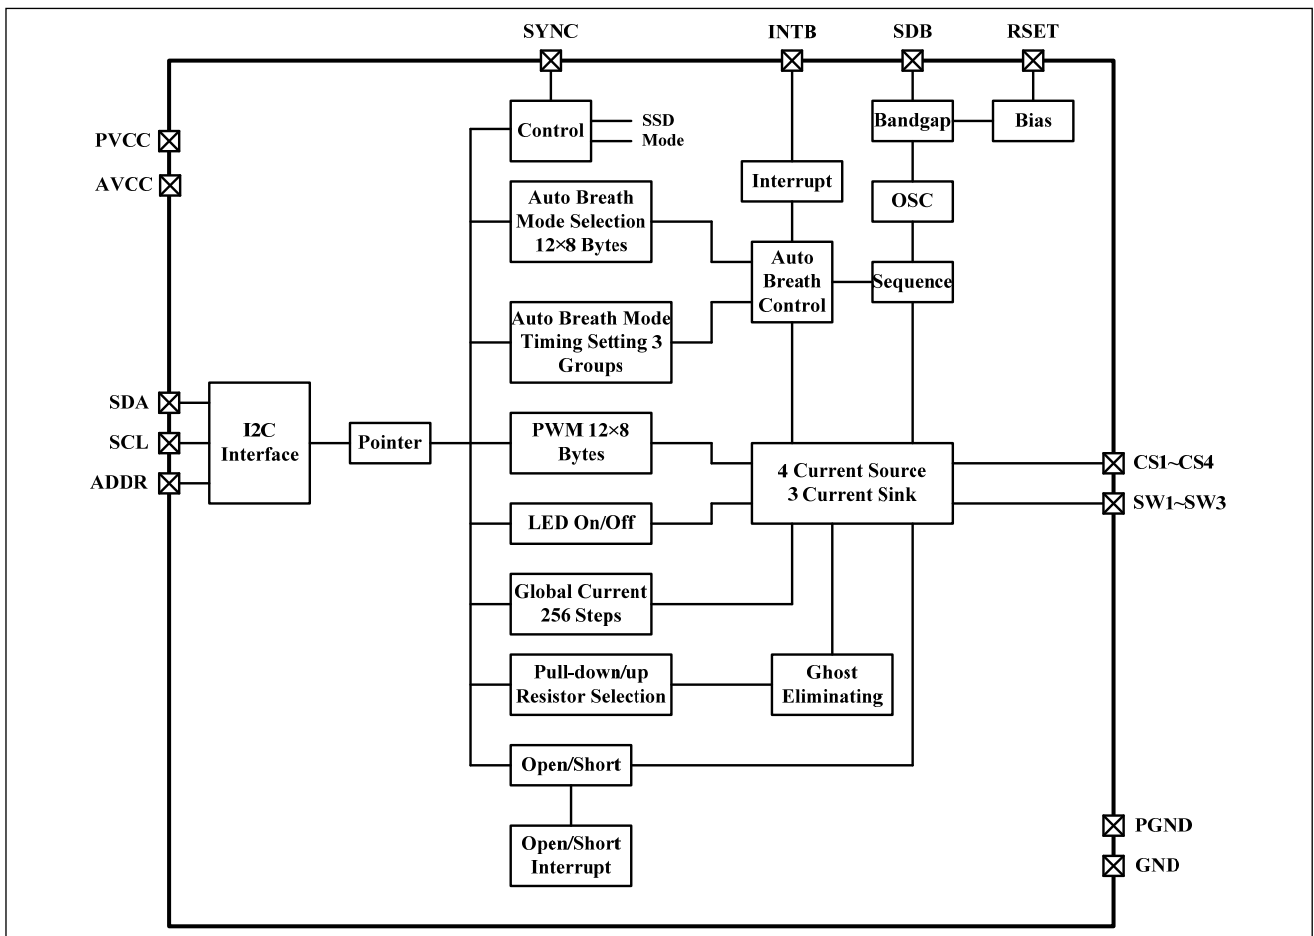 SYNC
INTB
SDB
RSET
PVCC
AVCC
Control
SSD
Mode
Bandgap
Bias
Interrupt
OSC
Auto Breath
Mode Selection
12×8 Bytes
Auto
Breath
Control
Sequence
Auto Breath Mode
Timing Setting 3
Groups
SDA
SCL
ADDR
I2C
Interface
Pointer
PWM 12×8
Bytes
4 Current Source
3 Current Sink
CS1~CS4
SW1~SW3
LED On/Off
Global Current
256 Steps
Pull-down/up
Resistor Selection
Ghost
Eliminating
Open/Short
Open/Short
Interrupt
PGND
GND